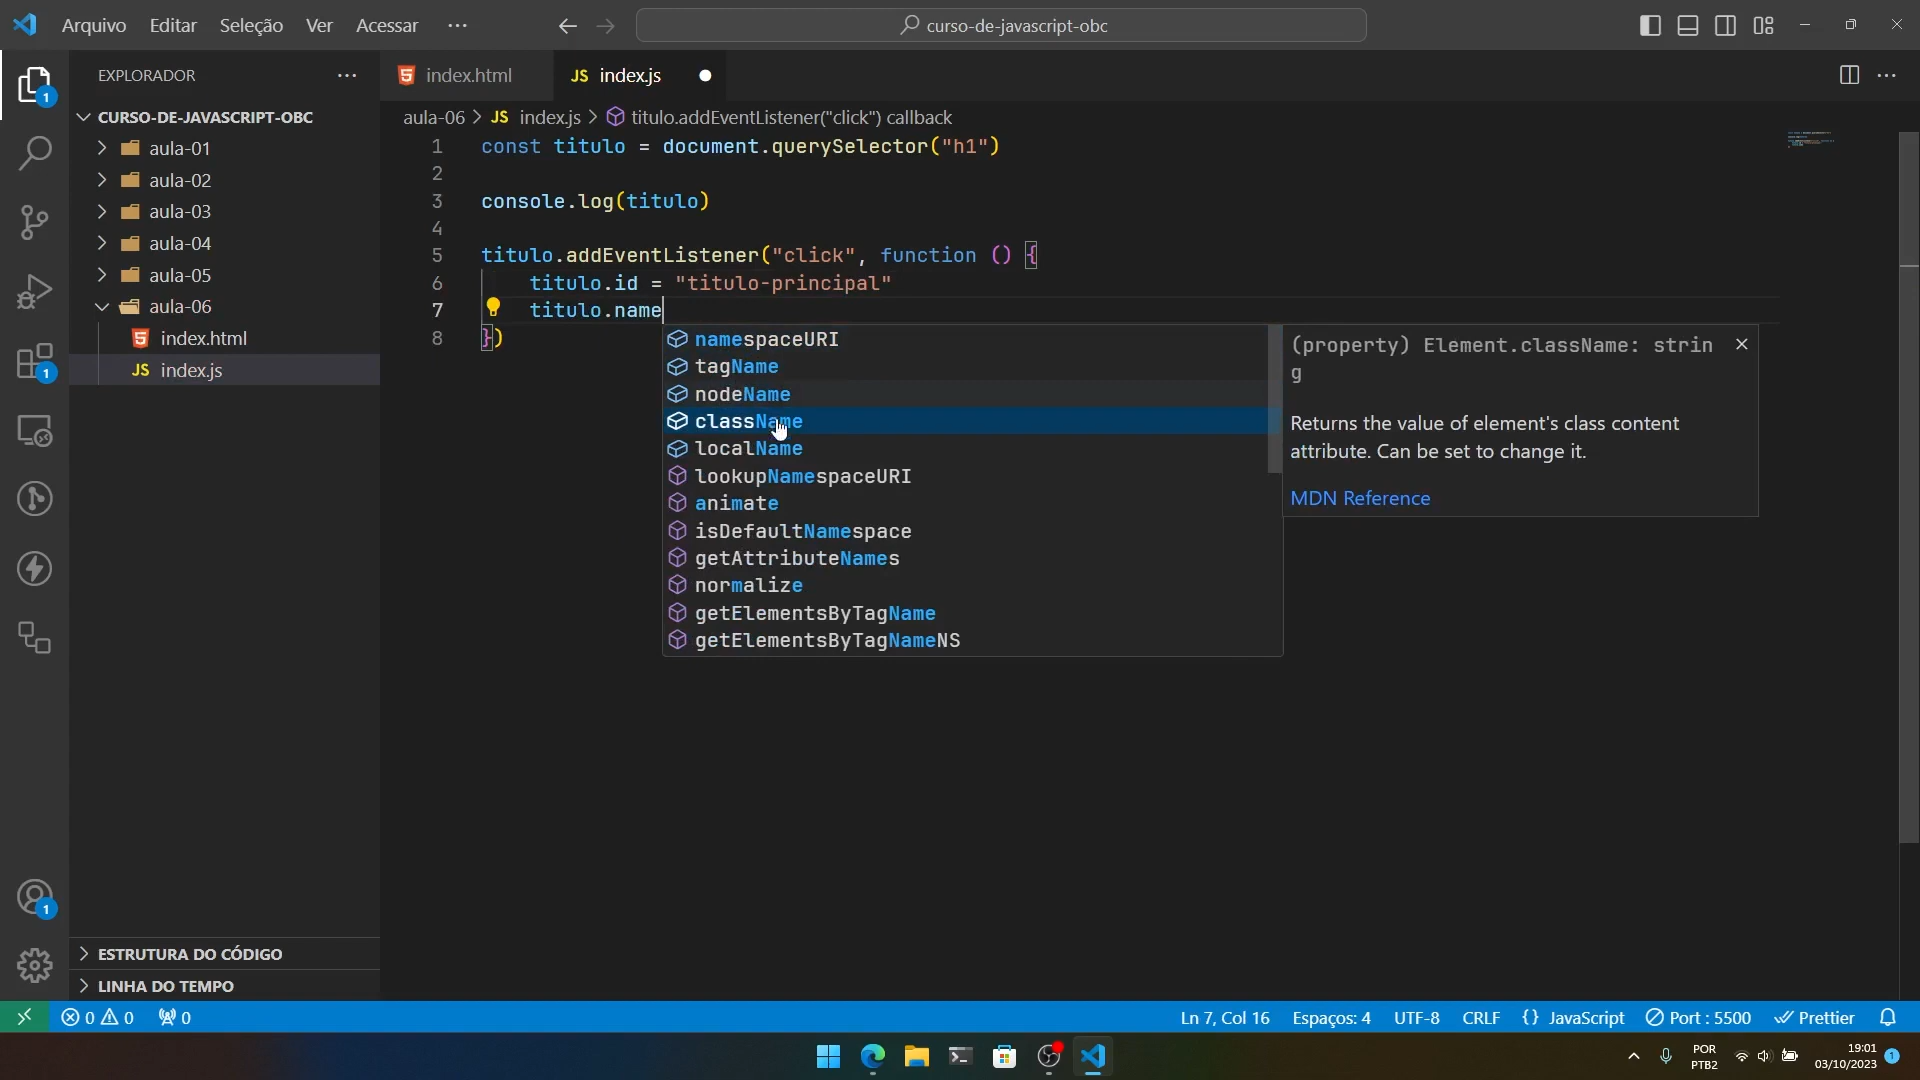 Arquivo Editar Seleção Ver Acessar ···
curso-de-javascript-obc
EXPLORADOR
CURSO-DE-JAVASCRIPT-OBC
aula-01
aula-02
aula-03
aula-04
aula-05
aula-06
index.html
JS index.js
ESTRUTURA DO CÓDIGO
LINHA DO TEMPO
1
1
1
index.html JS index.js
aula-06 > JS index.js > titulo.addEventListener("click") callback
1 const titulo = document.querySelector("h1")
2
3 console.log(titulo)
4
5 titulo.addEventListener("click", function () {
6 titulo.id = "titulo-principal"
7 titulo.name
8 })
namespaceURI
tagName
nodeName
className
localName
lookupNamespaceURI
animate
isDefaultNamespace
getAttributeNames
normalize
getElementsByTagName
getElementsByTagNameNS
(property) Element.className: strin
g
Returns the value of element's class content
attribute. Can be set to change it.
MDN Reference
0 0 0 Ln 7, Col 16 Espaços: 4 UTF-8 CRLF {} JavaScript Port : 5500 Prettier
POR
PTB2
19:01
03/10/2023
1